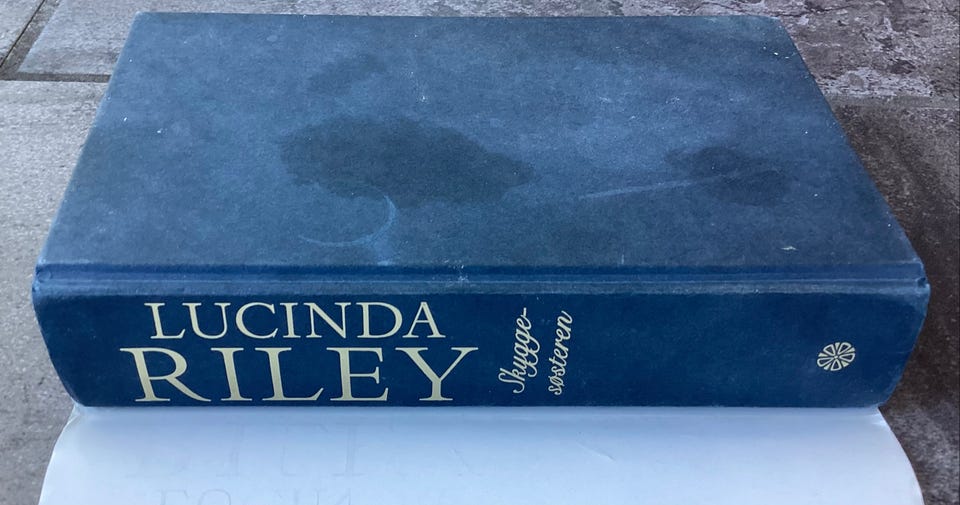 LUCINDA
RILEY
Skygge-
søsteren